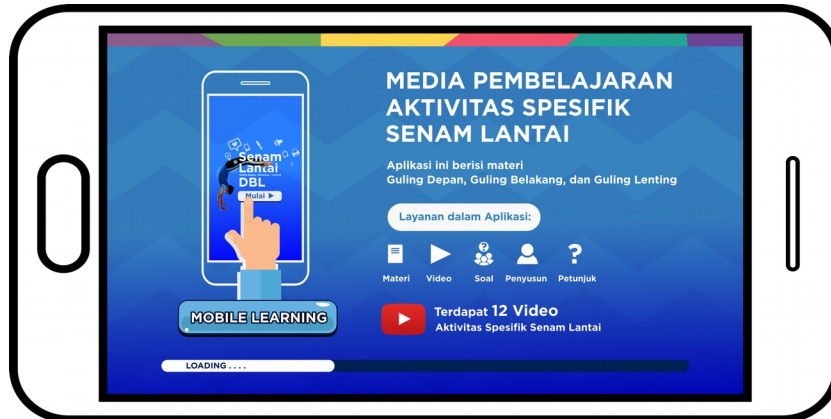 MEDIA PEMBELAJARAN
AKTIVITAS SPESIFIK
SENAM LANTAI
Aplikasi ini berisi materi
Guling Depan, Guling Belakang, dan Guling Lenting
Layanan dalam Aplikasi:
Materi Video Soal Penyusun Petunjuk
Terdapat 12 Video
Aktivitas Spesifik Senam Lantai
Senam
Lantai
DBL
Mulai
MOBILE LEARNING
LOADING . . . .